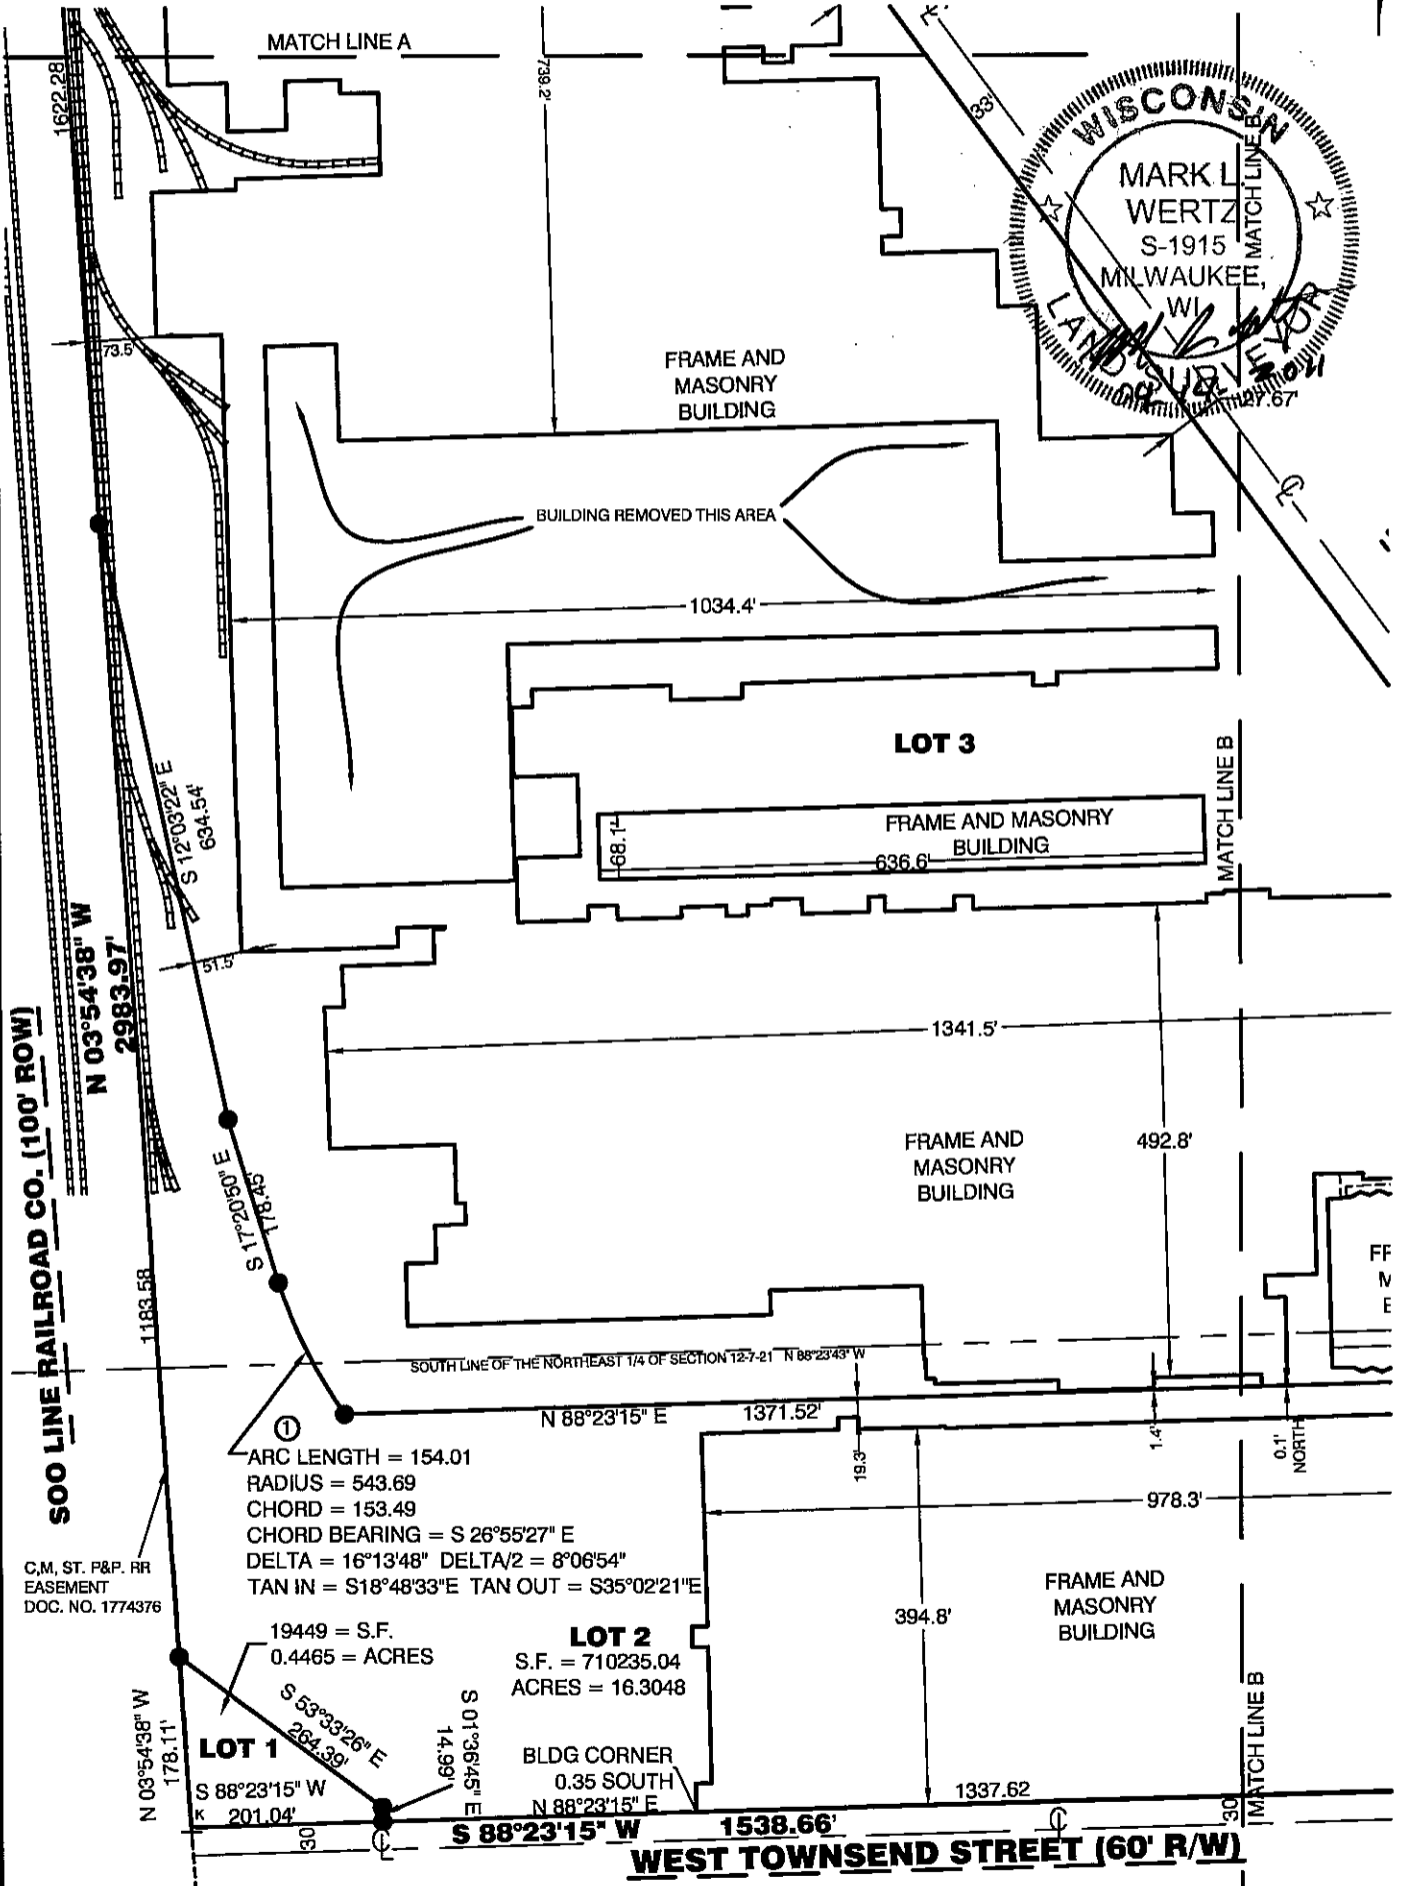 MATCH LINE A
1622.28
739.2'
33'
WISCONSIN
MARK L.
WERTZ
S-1915
MILWAUKEE,
WI
LAND SURVEYOR
MATCH LINE B
27.67'
73.5'
FRAME AND
MASONRY
BUILDING
BUILDING REMOVED THIS AREA
1034.4'
LOT 3
MATCH LINE B
S 12°03'22" E
634.54'
68.1'
FRAME AND MASONRY
BUILDING
636.6'
N 03°54'38" W
2983.97'
51.5'
1341.5'
SOO LINE RAILROAD CO. (100' ROW)
S 17°20'50" E
178.45'
FRAME AND
MASONRY
BUILDING
492.8'
1183.58
SOUTH LINE OF THE NORTHEAST 1/4 OF SECTION 12-7-21 N 88°23'43" W
N 88°23'15" E 1371.52'
19.3'
1.4'
0.1'
NORTH
1
ARC LENGTH = 154.01
RADIUS = 543.69
CHORD = 153.49
CHORD BEARING = S 26°55'27" E
DELTA = 16°13'48" DELTA/2 = 8°06'54"
TAN IN = S18°48'33"E TAN OUT = S35°02'21"E
978.3'
C,M, ST. P&P. RR
EASEMENT
DOC. NO. 1774376
FRAME AND
MASONRY
BUILDING
394.8'
19449 = S.F.
0.4465 = ACRES
LOT 2
S.F. = 710235.04
ACRES = 16.3048
N 03°54'38" W
178.11'
S 53°33'26" E
264.39'
S 01°36'45" E
14.99'
LOT 1
S 88°23'15" W
K 201.04'
BLDG CORNER
0.35 SOUTH
N 88°23'15" E
1337.62
MATCH LINE B
30
30
S 88°23'15" W 1538.66'
WEST TOWNSEND STREET (60' R/W)